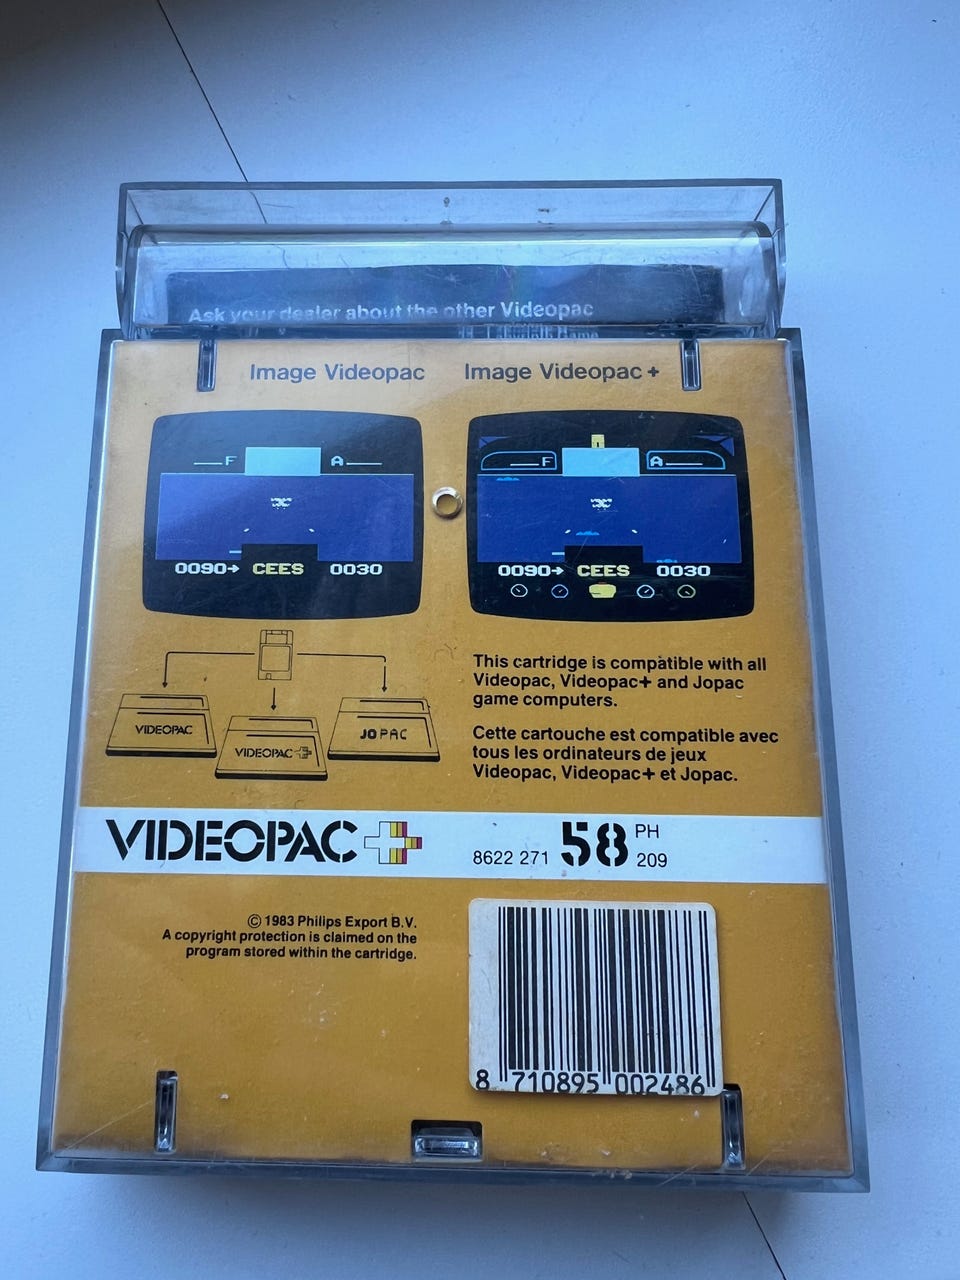 Ask your dealer about the other Videopac
Image Videopac
Image Videopac +
F
A
0090→ CEES 0030
F
A
0090→ CEES 0030
VIDEOPAC
VIDEOPAC+
JOPAC
This cartridge is compatible with all
Videopac, Videopac+ and Jopac
game computers.
Cette cartouche est compatible avec
tous les ordinateurs de jeux
Videopac, Videopac+ et Jopac.
VIDEOPAC+
8622 271 58 PH
209
© 1983 Philips Export B.V.
A copyright protection is claimed on the
program stored within the cartridge.
8 710895 002486